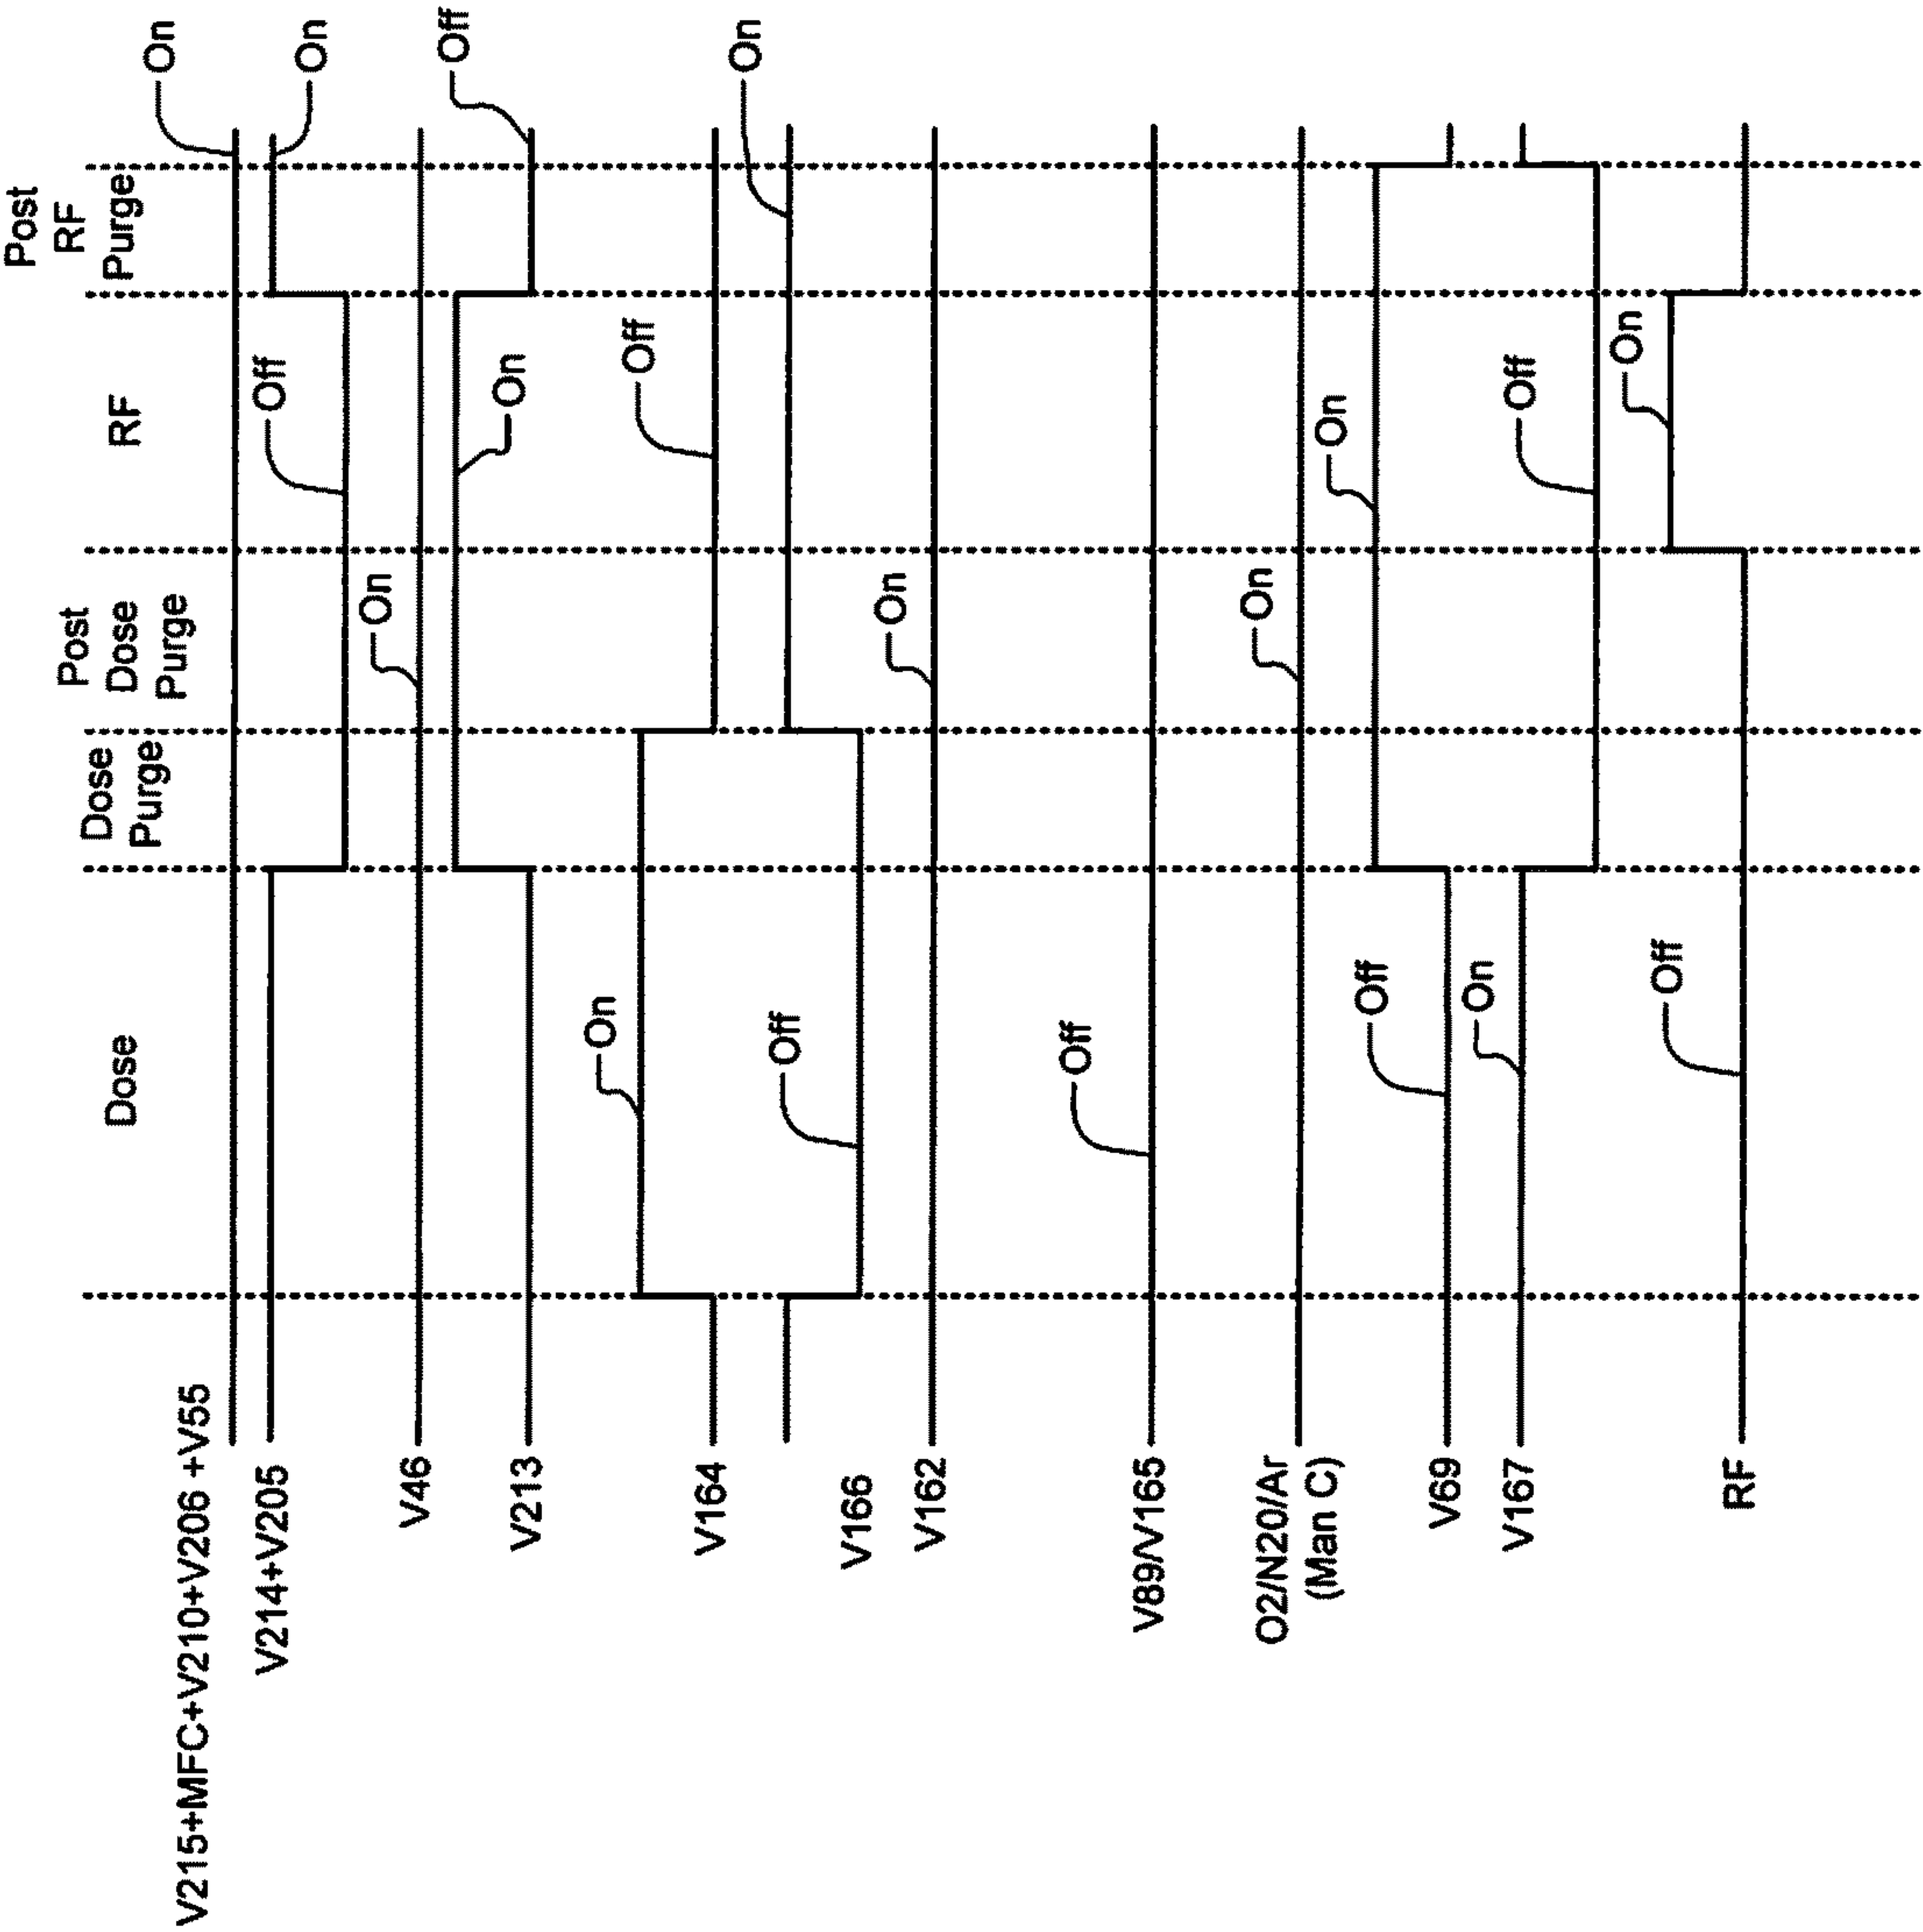 Dose
Dose
Purge
Post
Dose
Purge
RF
Post
RF
Purge
V215+MFC+V210+V206 +V55
On
V214+V205
Off
On
V46
On
V213
On
Off
V164
On
Off
V166
Off
On
V162
On
V89/V165
Off
O2/N20/Ar
(Man C)
On
V69
Off
On
V167
On
Off
RF
Off
On